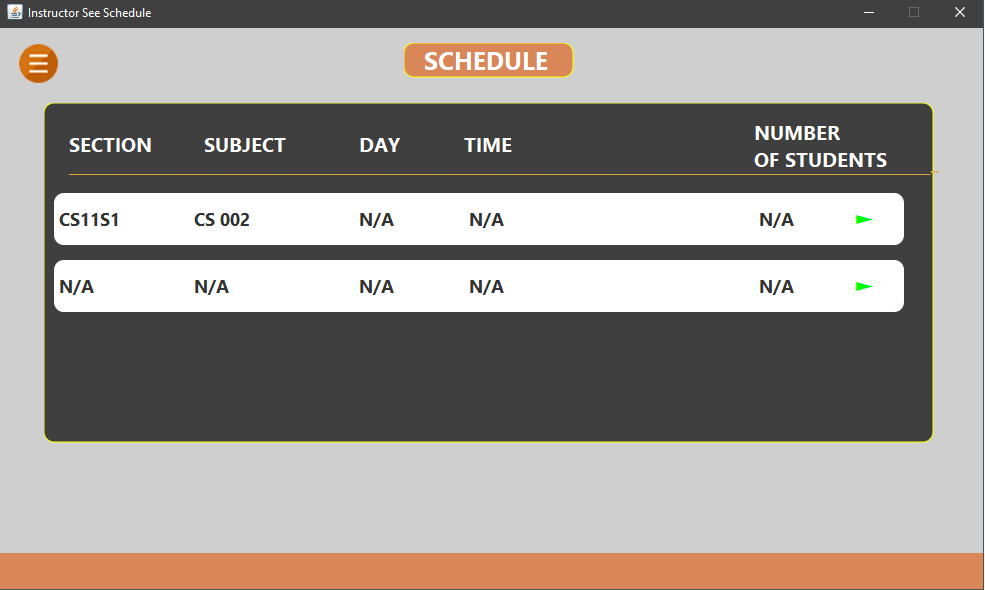 Instructor See Schedule
SCHEDULE
SECTION SUBJECT DAY TIME NUMBER OF STUDENTS
CS11S1 CS 002 N/A N/A N/A
N/A N/A N/A N/A N/A